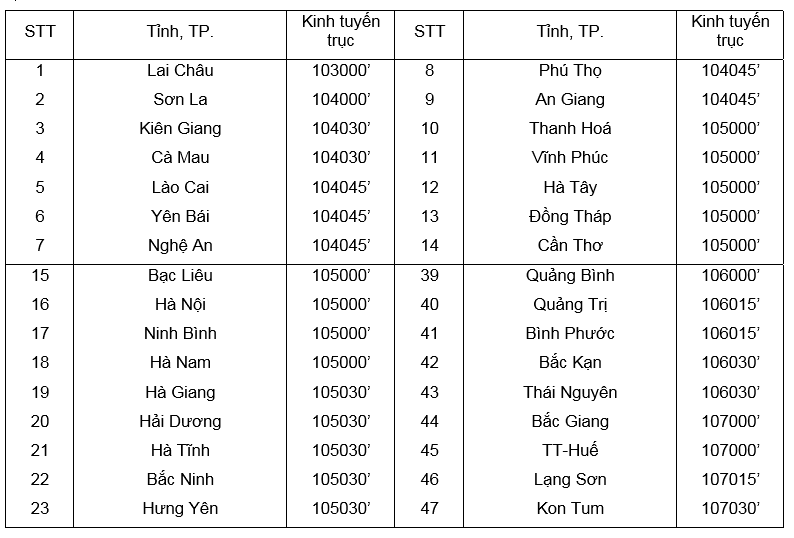 STT Tỉnh, TP. Kinh tuyến trục STT Tỉnh, TP. Kinh tuyến trục
1 Lai Châu 103000’ 8 Phú Thọ 104045’
2 Sơn La 104000’ 9 An Giang 104045’
3 Kiên Giang 104030’ 10 Thanh Hoá 105000’
4 Cà Mau 104030’ 11 Vĩnh Phúc 105000’
5 Lào Cai 104045’ 12 Hà Tây 105000’
6 Yên Bái 104045’ 13 Đồng Tháp 105000’
7 Nghệ An 104045’ 14 Cần Thơ 105000’
15 Bạc Liêu 105000’ 39 Quảng Bình 106000’
16 Hà Nội 105000’ 40 Quảng Trị 106015’
17 Ninh Bình 105000’ 41 Bình Phước 106015’
18 Hà Nam 105000’ 42 Bắc Kạn 106030’
19 Hà Giang 105030’ 43 Thái Nguyên 106030’
20 Hải Dương 105030’ 44 Bắc Giang 107000’
21 Hà Tĩnh 105030’ 45 TT-Huế 107000’
22 Bắc Ninh 105030’ 46 Lạng Sơn 107015’
23 Hưng Yên 105030’ 47 Kon Tum 107030’